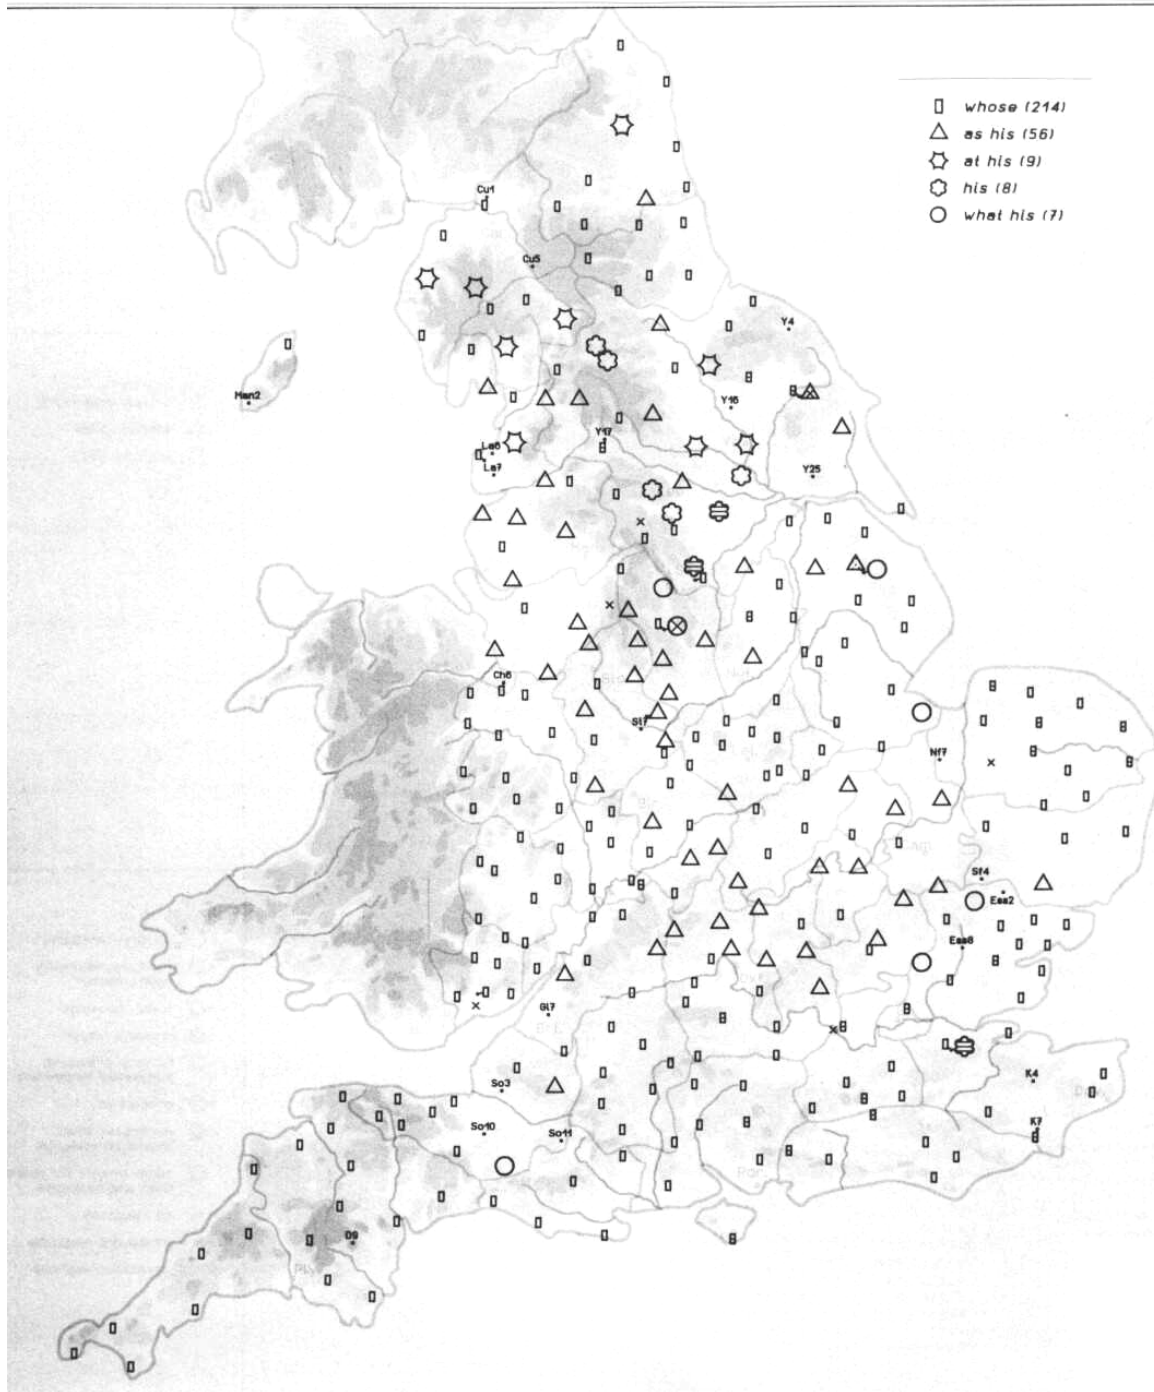 whose (214)
as his (56)
at his (9)
his (8)
what his (7)
Cu1
Cu5
Y4
Man2
Y16
Y17
La6
La7
Y25
Ch6
St7
Nf7
Sf4
Ess2
Ess6
Gl7
So3
K4
So10
So11
K7
D9